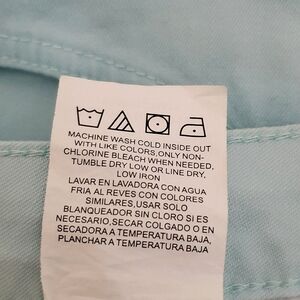 MACHINE WASH COLD INSIDE OUT
WITH LIKE COLORS, ONLY NON-
CHLORINE BLEACH WHEN NEEDED,
TUMBLE DRY LOW OR LINE DRY,
LOW IRON
LAVAR EN LAVADORA CON AGUA
FRIA AL REVES CON COLORES
SIMILARES,USAR SOLO
BLANQUEADOR SIN CLORO SI ES
NECESARIO,SECAR COLGADO O EN
SECADORA A TEMPERATURA BAJA,
PLANCHAR A TEMPERATURA BAJA